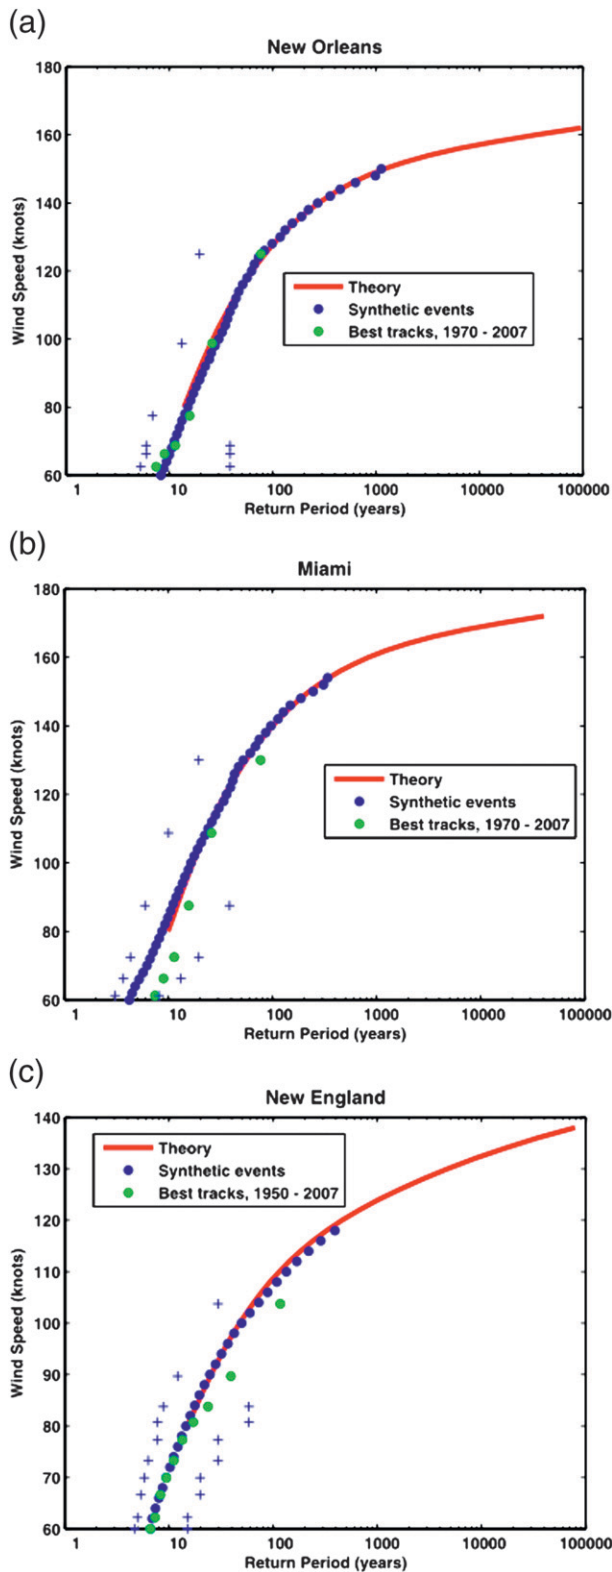 (a)
New Orleans
180
160
140
120
100
80
60
Wind Speed (knots)
Theory
Synthetic events
Best tracks, 1970 - 2007
1 10 100 1000 10000 100000
Return Period (years)
(b)
Miami
180
160
140
120
100
80
60
Wind Speed (knots)
Theory
Synthetic events
Best tracks, 1970 - 2007
1 10 100 1000 10000 100000
Return Period (years)
(c)
New England
140
130
120
110
100
90
80
70
60
Wind Speed (knots)
Theory
Synthetic events
Best tracks, 1950 - 2007
1 10 100 1000 10000 100000
Return Period (years)